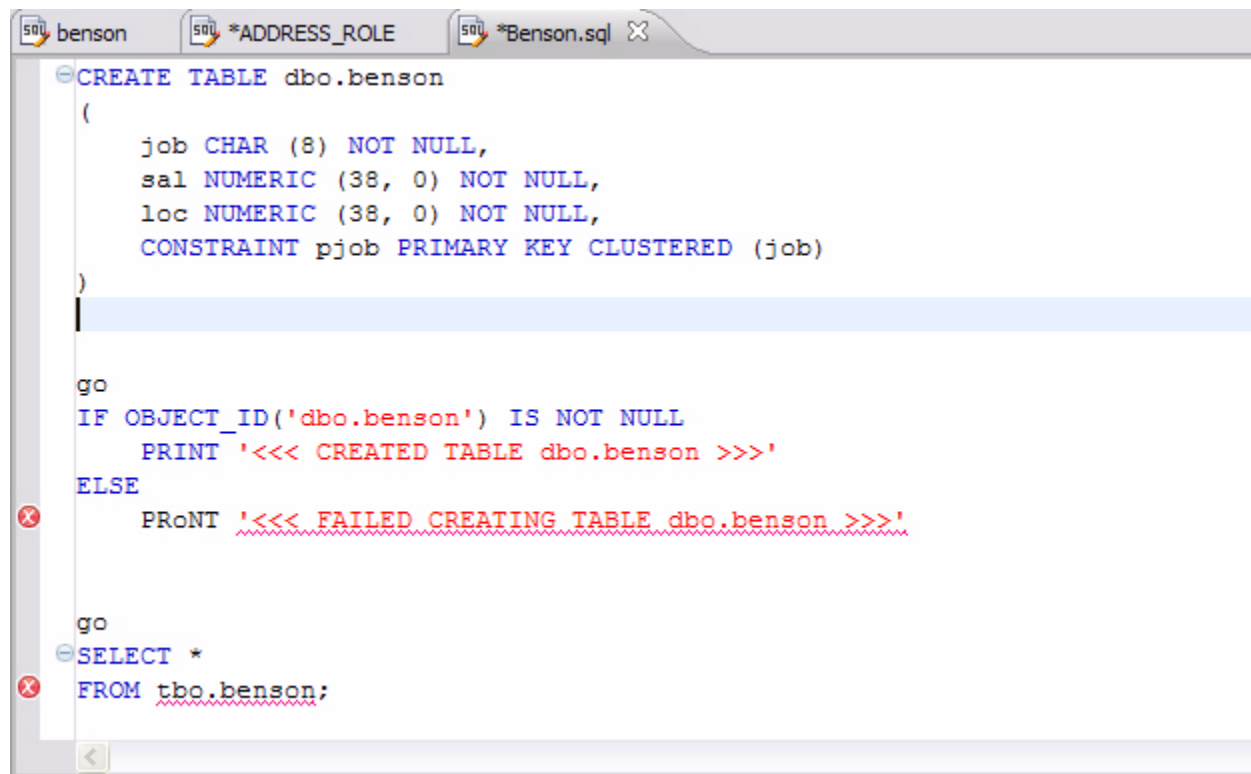 benson *ADDRESS_ROLE *Benson.sql
CREATE TABLE dbo.benson
(
job CHAR (8) NOT NULL,
sal NUMERIC (38, 0) NOT NULL,
loc NUMERIC (38, 0) NOT NULL,
CONSTRAINT pjob PRIMARY KEY CLUSTERED (job)
)
go
IF OBJECT_ID('dbo.benson') IS NOT NULL
PRINT '<<< CREATED TABLE dbo.benson >>>'
ELSE
PRoNT '<<< FAILED CREATING TABLE dbo.benson >>>'
go
SELECT *
FROM tbo.benson;